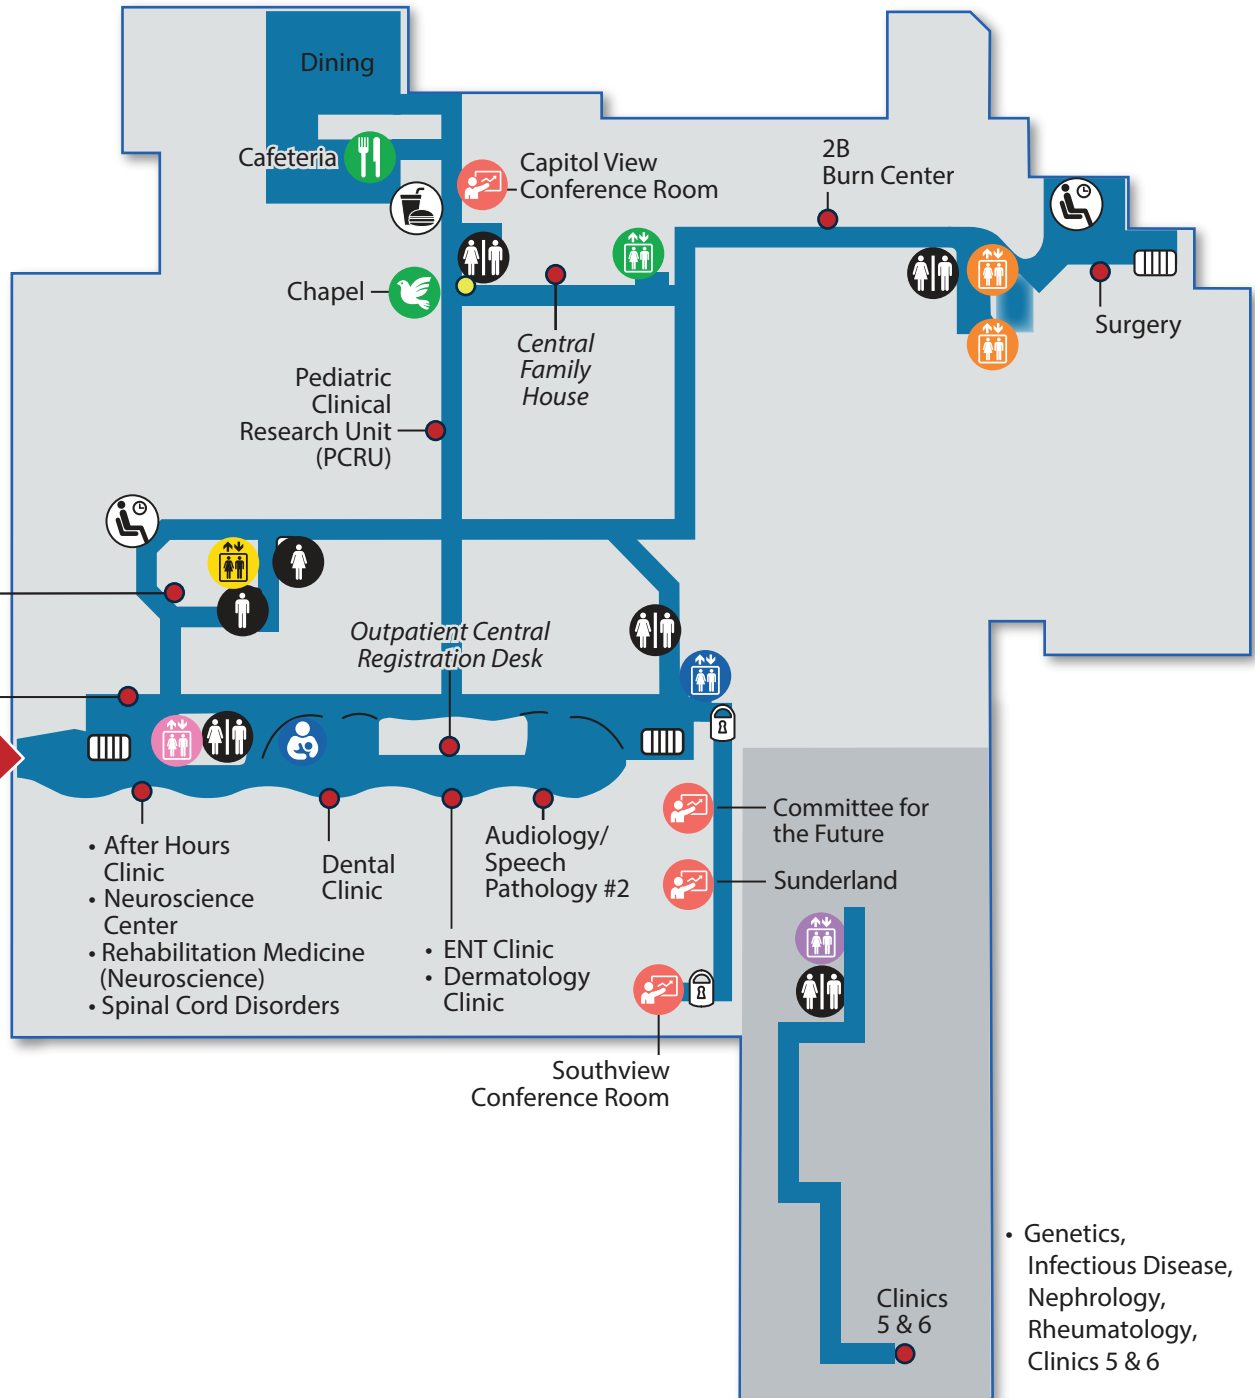 Dining
Cafeteria
Capitol View
Conference Room
2B
Burn Center
Chapel
Central
Family
House
Surgery
Pediatric
Clinical
Research Unit
(PCRU)
Outpatient Central
Registration Desk
• After Hours
Clinic
• Neuroscience
Center
• Rehabilitation Medicine
(Neuroscience)
• Spinal Cord Disorders
Dental
Clinic
• ENT Clinic
• Dermatology
Clinic
Audiology/
Speech
Pathology #2
Committee for
the Future
Sunderland
Southview
Conference Room
Clinics
5 & 6
• Genetics,
Infectious Disease,
Nephrology,
Rheumatology,
Clinics 5 & 6